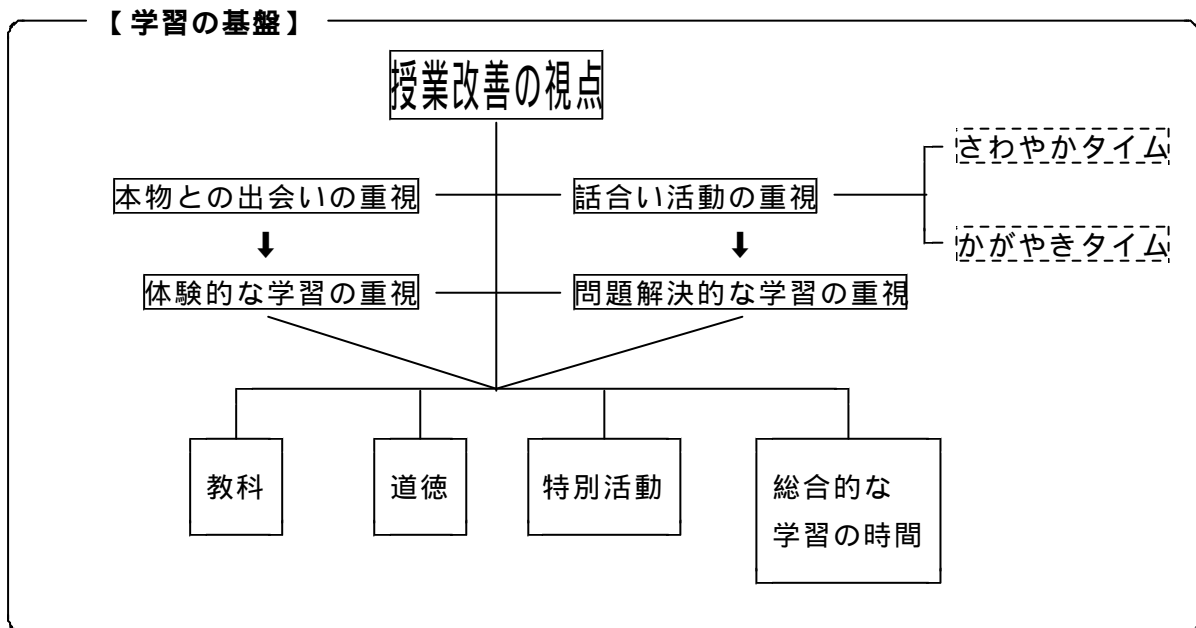 【学習の基盤】
授業改善の視点
さわやかタイム
本物との出会いの重視
話合い活動の重視
⬇
⬇
かがやきタイム
体験的な学習の重視
問題解決的な学習の重視
教科
道徳
特別活動
総合的な
学習の時間